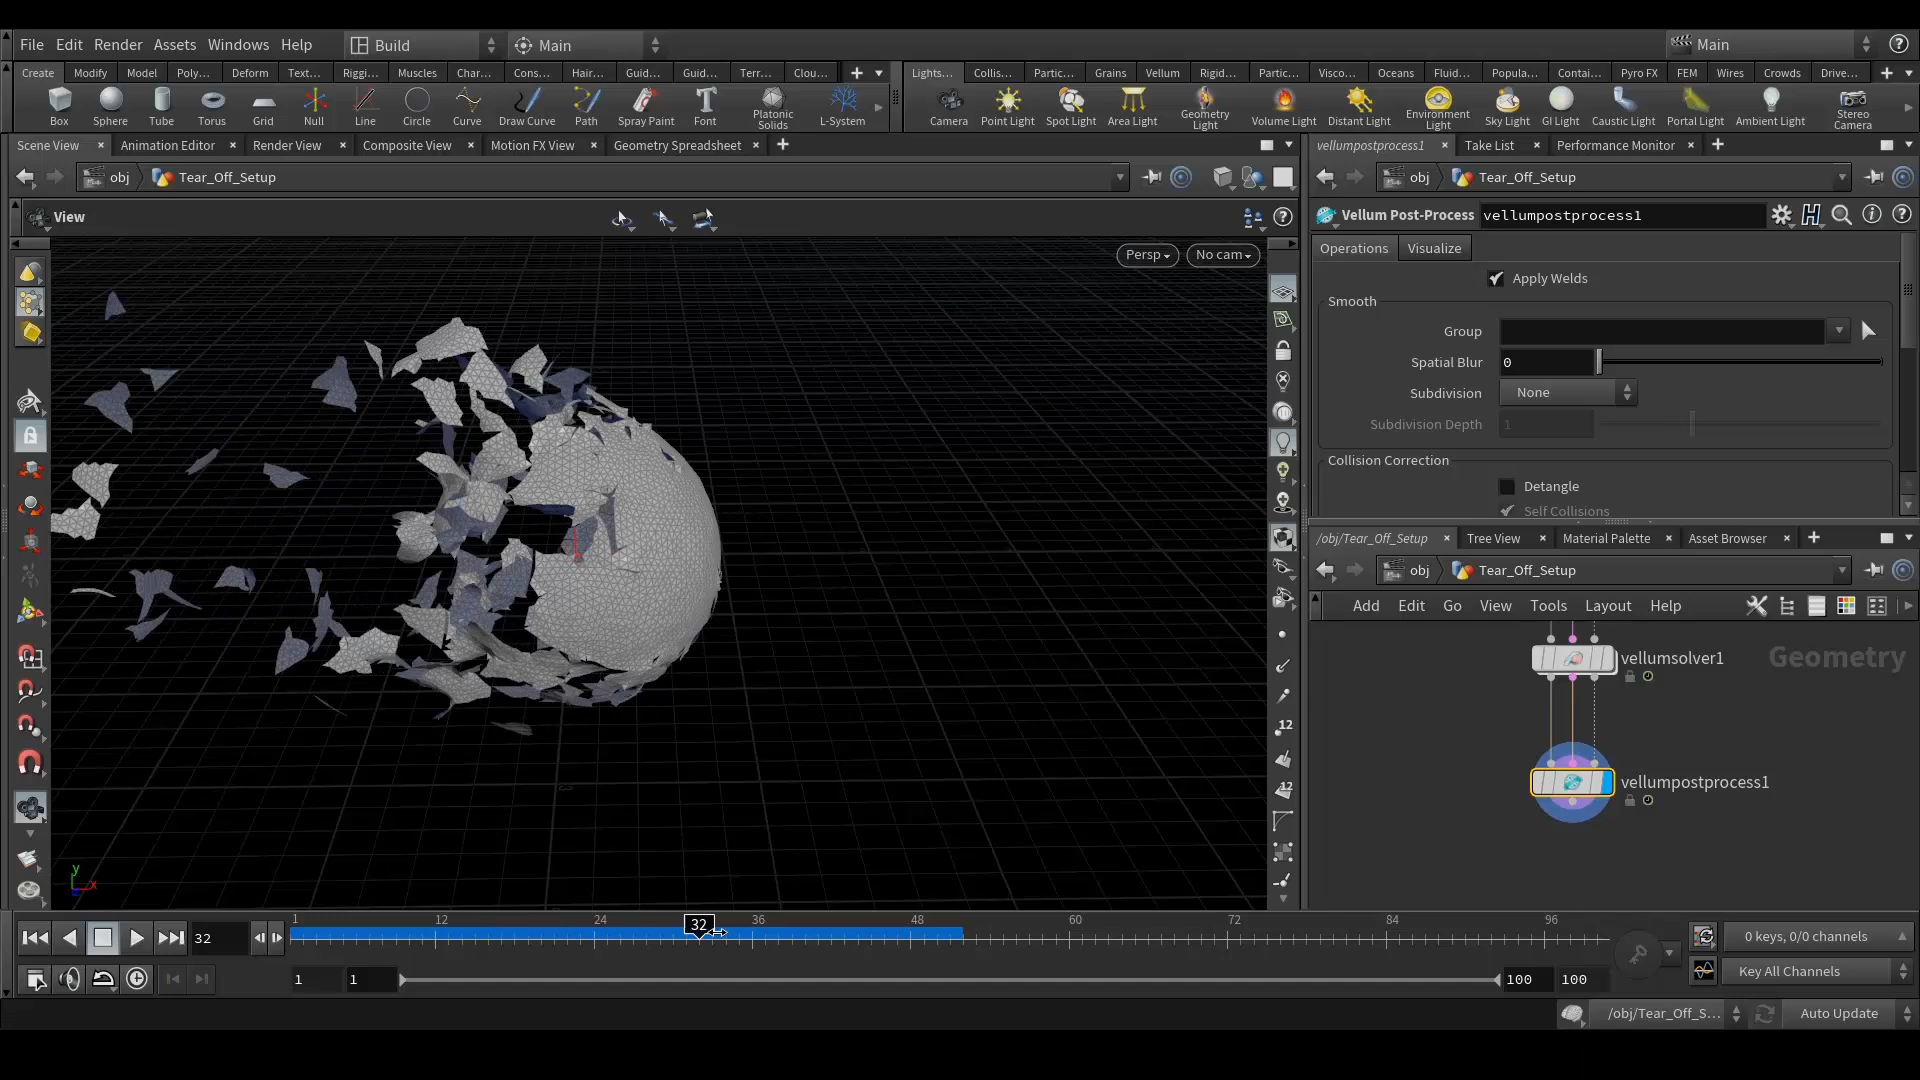 File Edit Render Assets Windows Help Build Main Main
Create Modify Model Poly... Deform Text... Riggi... Muscles Char... Cons... Hair... Guid... Guid... Terr... Clou... Lights... Collis... Partic... Grains Vellum Rigid... Partic... Visco... Oceans Fluid... Popula... Contai... Pyro FX FEM Wires Crowds Drive...
Box Sphere Tube Torus Grid Null Line Circle Curve Draw Curve Path Spray Paint Font Platonic Solids L-System Camera Point Light Spot Light Area Light Geometry Light Volume Light Distant Light Environment Light Sky Light GI Light Caustic Light Portal Light Ambient Light Stereo Camera
Scene View Animation Editor Render View Composite View Motion FX View Geometry Spreadsheet
obj Tear_Off_Setup
View
Persp No cam
12
12
x
y
vellumpostprocess1 Take List Performance Monitor
obj Tear_Off_Setup
Vellum Post-Process vellumpostprocess1
Operations Visualize
Apply Welds
Smooth
Group
Spatial Blur 0
Subdivision None
Subdivision Depth 1
Collision Correction
Detangle
Self Collisions
/obj/Tear_Off_Setup Tree View Material Palette Asset Browser
obj Tear_Off_Setup
Add Edit Go View Tools Layout Help
vellumsolver1 Geometry
vellumpostprocess1
1 12 24 32 36 48 60 72 84 96
32 0 keys, 0/0 channels
1 1 100 100 Key All Channels
/obj/Tear_Off_S... Auto Update